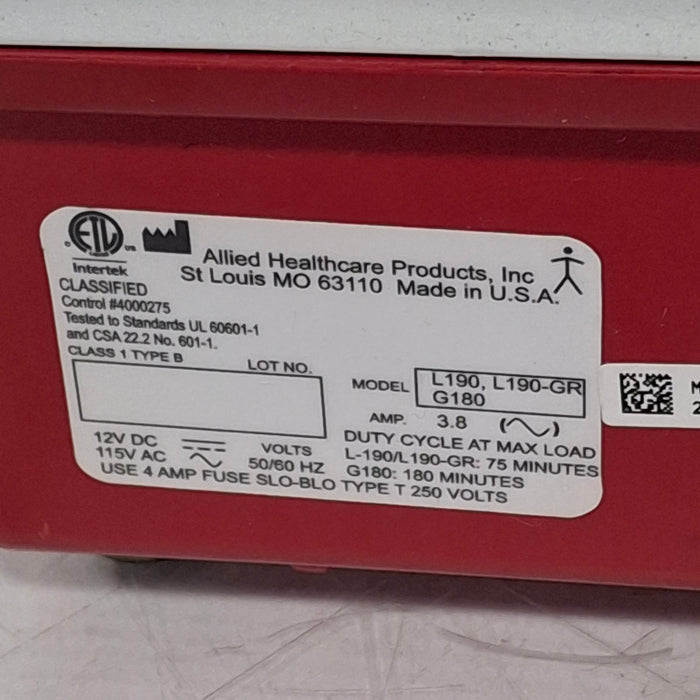 ETL
US
Intertek
Allied Healthcare Products, Inc
St Louis MO 63110 Made in U.S.A.
CLASSIFIED
Control #4000275
Tested to Standards UL 60601-1
and CSA 22.2 No. 601-1.
CLASS 1 TYPE B
LOT NO.
MODEL L190, L190-GR
G180
AMP. 3.8 (~)
12V DC
115V AC
VOLTS
50/60 HZ
DUTY CYCLE AT MAX LOAD
L-190/L190-GR: 75 MINUTES
G180: 180 MINUTES
USE 4 AMP FUSE SLO-BLO TYPE T 250 VOLTS
M
2